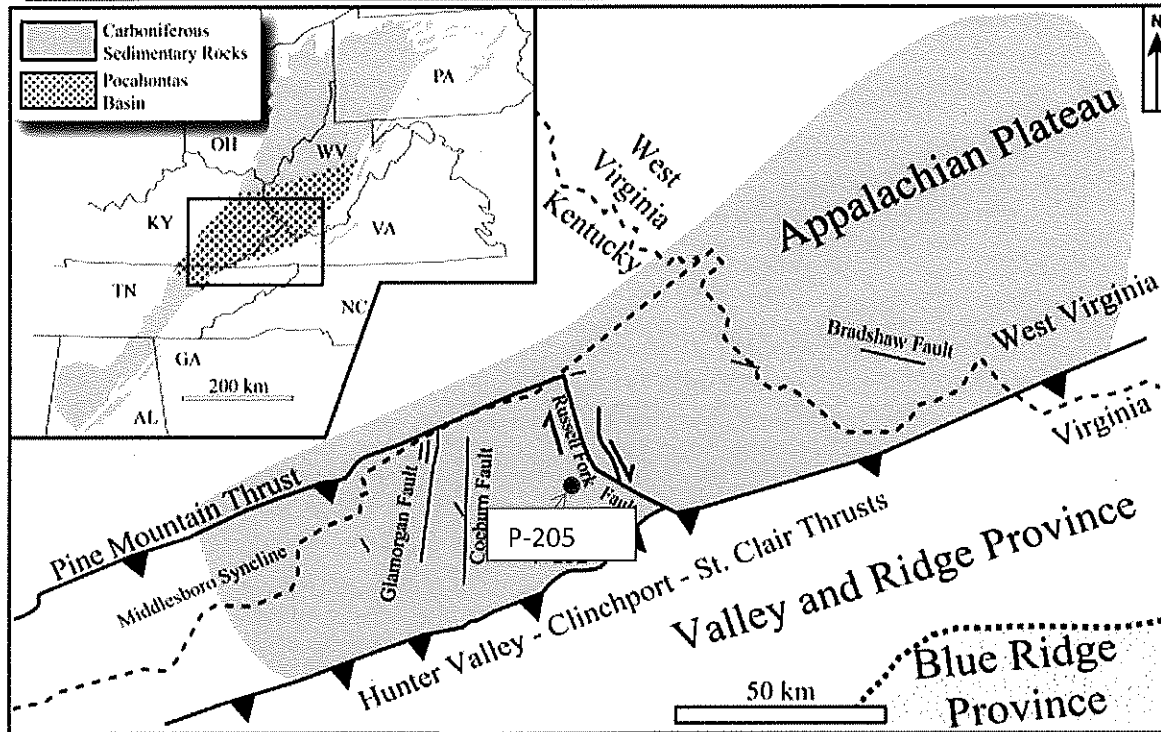 Carboniferous
Sedimentary Rocks
Pocahontas
Basin
PA
OH
WV
KY
VA
TN
NC
GA
200 km
AL
N
West
Virginia
Kentucky
Appalachian Plateau
Bradshaw Fault
West Virginia
Virginia
Russell Fork
Fault
Pine Mountain Thrust
Middlesboro Syncline
Glamorgan Fault
Coeburn Fault
P-205
Hunter Valley - Clinchport - St. Clair Thrusts
Valley and Ridge Province
50 km
Blue Ridge
Province